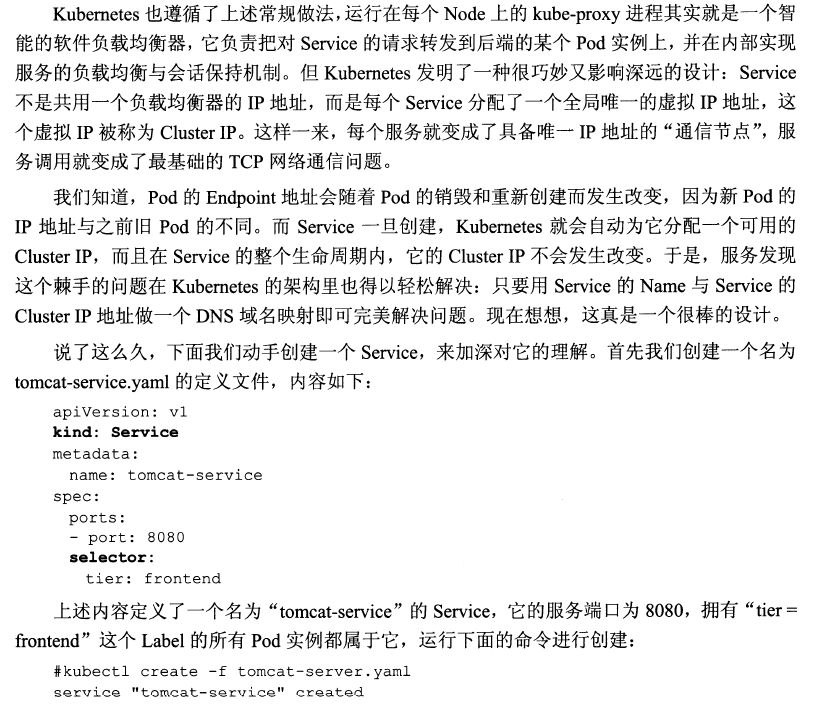 Kubernetes 也遵循了上述常规做法，运行在每个 Node 上的 kube-proxy 进程其实就是一个智
能的软件负载均衡器，它负责把对 Service 的请求转发到后端的某个 Pod 实例上，并在内部实现
服务的负载均衡与会话保持机制。但 Kubernetes 发明了一种很巧妙又影响深远的设计：Service
不是共用一个负载均衡器的 IP 地址，而是每个 Service 分配了一个全局唯一的虚拟 IP 地址，这
个虚拟 IP 被称为 Cluster IP。这样一来，每个服务就变成了具备唯一 IP 地址的“通信节点”，服
务调用就变成了最基础的 TCP 网络通信问题。
我们知道，Pod 的 Endpoint 地址会随着 Pod 的销毁和重新创建而发生改变，因为新 Pod 的
IP 地址与之前旧 Pod 的不同。而 Service 一旦创建，Kubernetes 就会自动为它分配一个可用的
Cluster IP，而且在 Service 的整个生命周期内，它的 Cluster IP 不会发生改变。于是，服务发现
这个棘手的问题在 Kubernetes 的架构里也得以轻松解决：只要用 Service 的 Name 与 Service 的
Cluster IP 地址做一个 DNS 域名映射即可完美解决问题。现在想想，这真是一个很棒的设计。
说了这么久，下面我们动手创建一个 Service，来加深对它的理解。首先我们创建一个名为
tomcat-service.yaml 的定义文件，内容如下：
apiVersion: v1
kind: Service
metadata:
  name: tomcat-service
spec:
  ports:
  - port: 8080
  selector:
    tier: frontend
上述内容定义了一个名为“tomcat-service”的 Service，它的服务端口为 8080，拥有“tier =
frontend”这个 Label 的所有 Pod 实例都属于它，运行下面的命令进行创建：
#kubectl create -f tomcat-server.yaml
service "tomcat-service" created